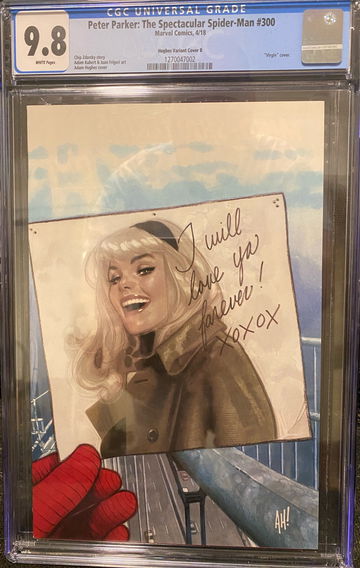 CGC UNIVERSAL GRADE
9.8
WHITE Pages
Peter Parker: The Spectacular Spider-Man #300
Marvel Comics, 4/18
Hughes Variant Cover B
Chip Zdarsky story
Adam Kubert & Juan Frigeri art
Adam Hughes cover
"Virgin" cover.
1270047002
I will
love ya
forever!
XOXOX
AH!